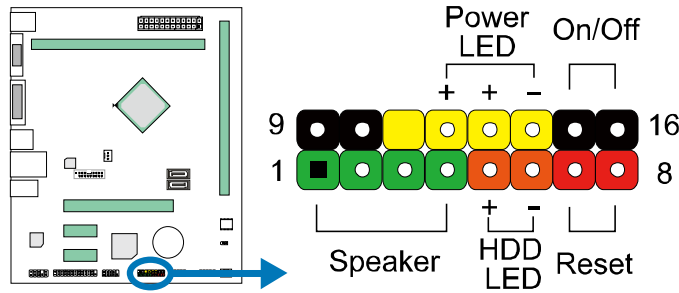 Power
LED
On/Off
+ + -
9
16
1
8
+ -
Speaker
HDD
LED
Reset